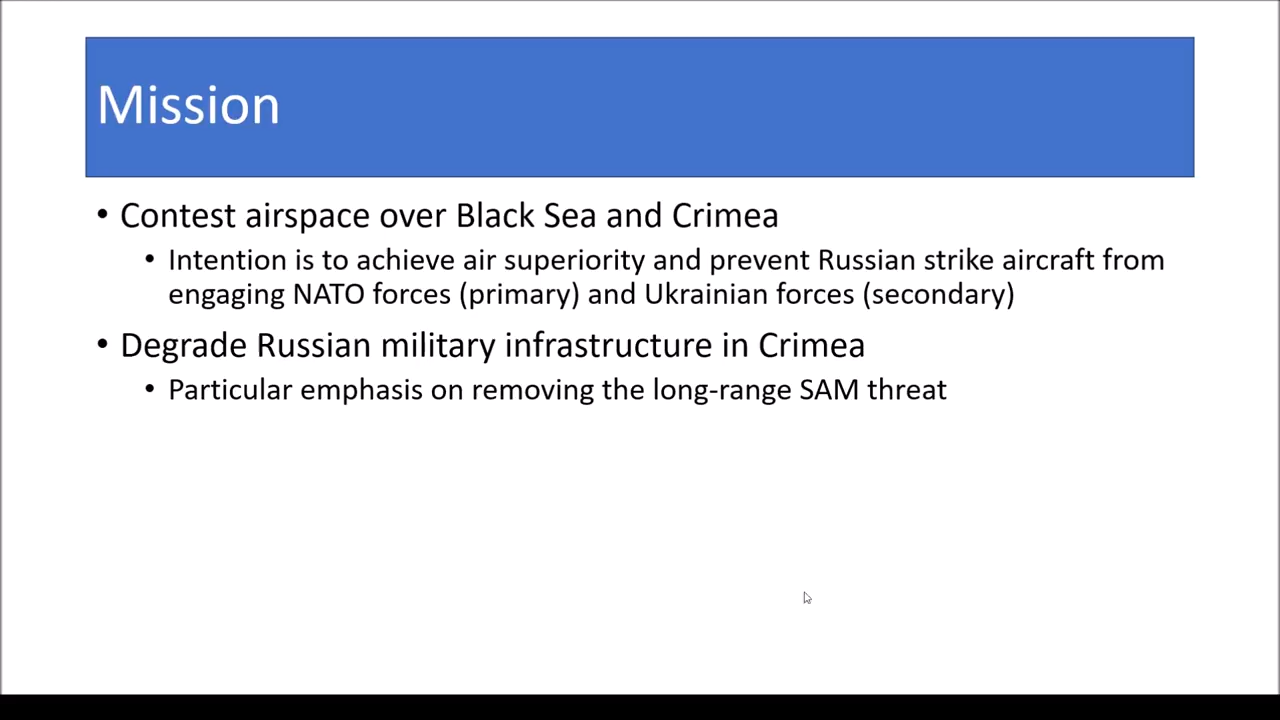 Mission
• Contest airspace over Black Sea and Crimea
• Intention is to achieve air superiority and prevent Russian strike aircraft from
engaging NATO forces (primary) and Ukrainian forces (secondary)
• Degrade Russian military infrastructure in Crimea
• Particular emphasis on removing the long-range SAM threat